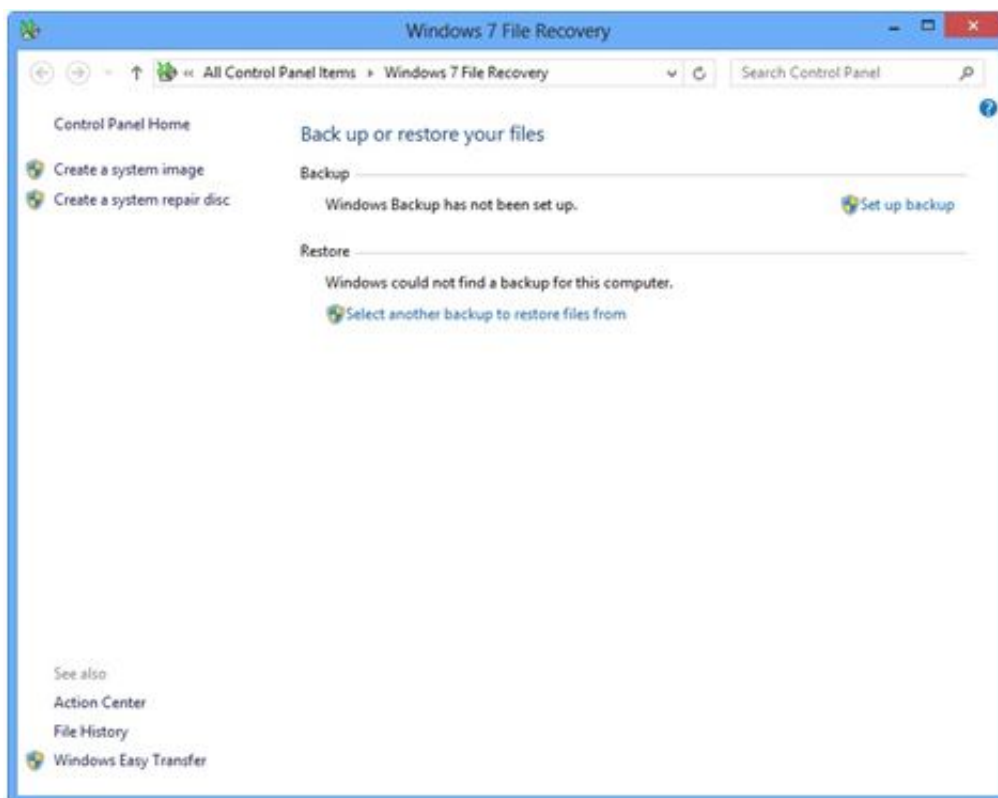 Windows 7 File Recovery
« All Control Panel Items ▸ Windows 7 File Recovery
Search Control Panel
Control Panel Home
Create a system image
Create a system repair disc
Back up or restore your files
Backup
Windows Backup has not been set up.
Set up backup
Restore
Windows could not find a backup for this computer.
Select another backup to restore files from
See also
Action Center
File History
Windows Easy Transfer